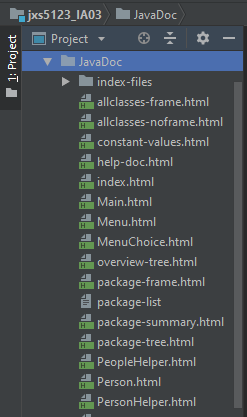 jxs5123_IA03 JavaDoc
Project
1: Project
JavaDoc
index-files
allclasses-frame.html
allclasses-noframe.html
constant-values.html
help-doc.html
index.html
Main.html
Menu.html
MenuChoice.html
overview-tree.html
package-frame.html
package-list
package-summary.html
package-tree.html
PeopleHelper.html
Person.html
PersonHelper.html